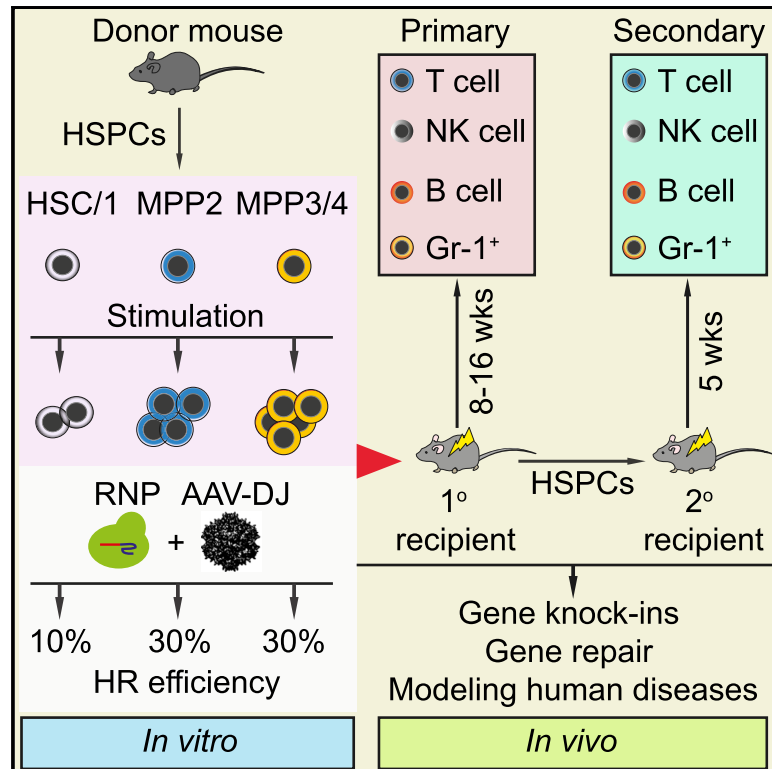 Donor mouse
HSPCs
HSC/1 MPP2 MPP3/4
Stimulation
RNP + AAV-DJ
10% 30% 30%
HR efficiency
In vitro
Primary
T cell
NK cell
B cell
Gr-1⁺
8-16 wks
Secondary
T cell
NK cell
B cell
Gr-1⁺
5 wks
HSPCs
1º
recipient
2º
recipient
Gene knock-ins
Gene repair
Modeling human diseases
In vivo